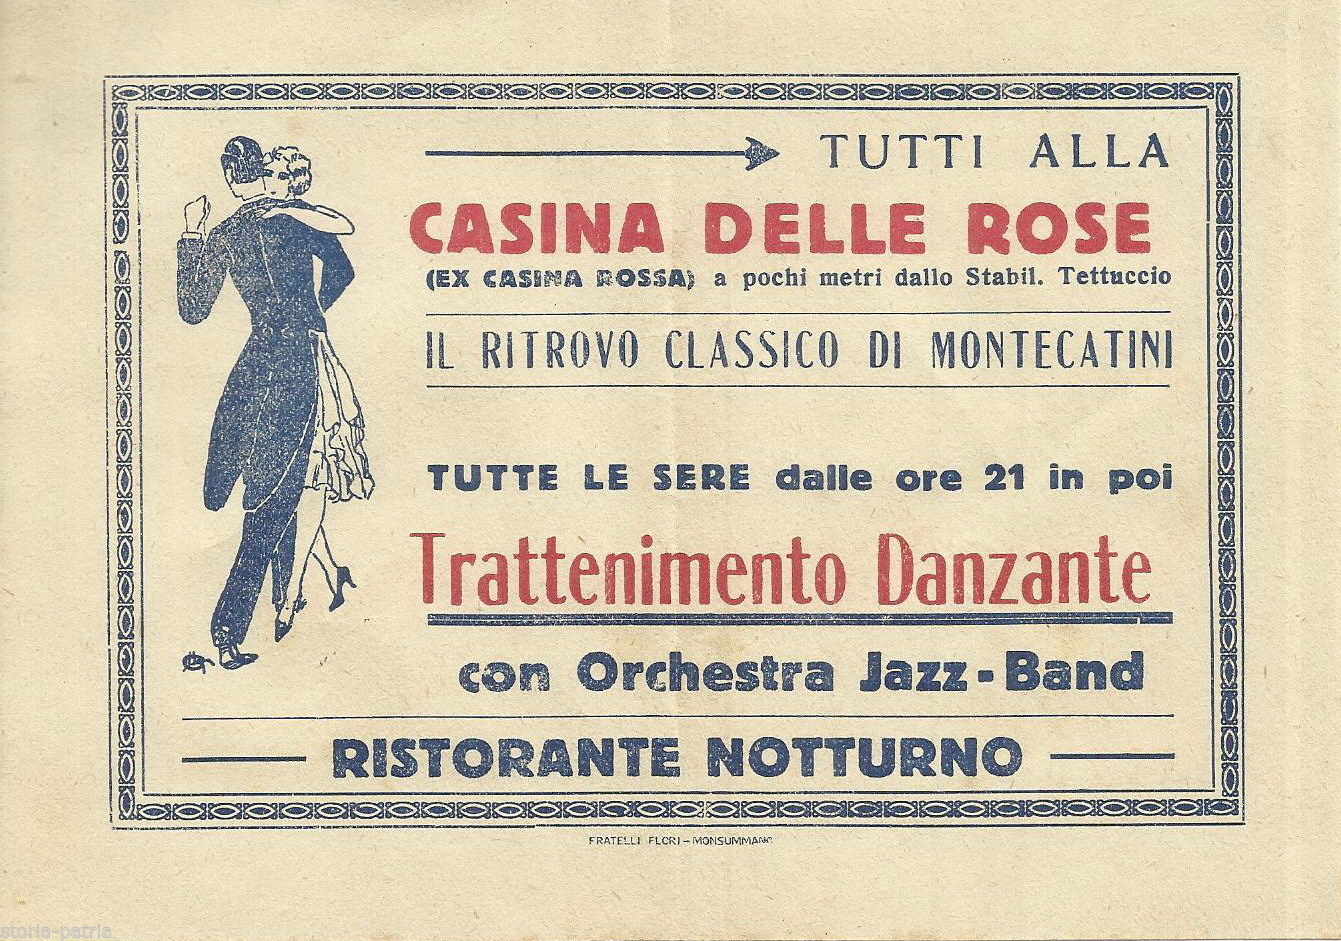 TUTTI ALLA
CASINA DELLE ROSE
(EX CASINA ROSSA) a pochi metri dallo Stabil. Tettuccio
IL RITROVO CLASSICO DI MONTECATINI
TUTTE LE SERE dalle ore 21 in poi
Trattenimento Danzante
con Orchestra Jazz-Band
RISTORANTE NOTTURNO
FRATELLI FLORI - MONSUMMANO
storia-patria